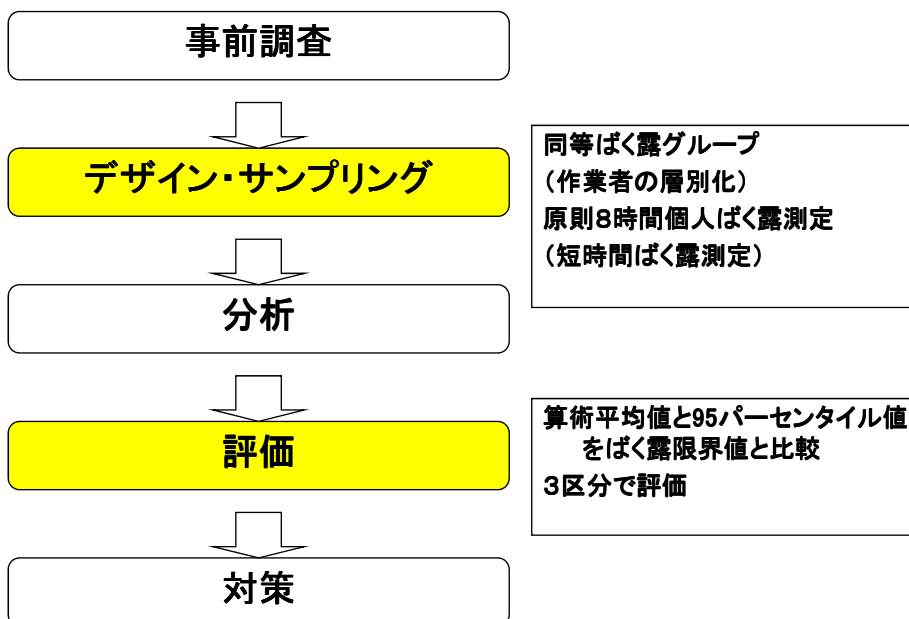 事前調査
デザイン・サンプリング
同等ばく露グループ
（作業者の層別化）
原則8時間個人ばく露測定
（短時間ばく露測定）
分析
評価
算術平均値と95パーセンタイル値
をばく露限界値と比較
3区分で評価
対策